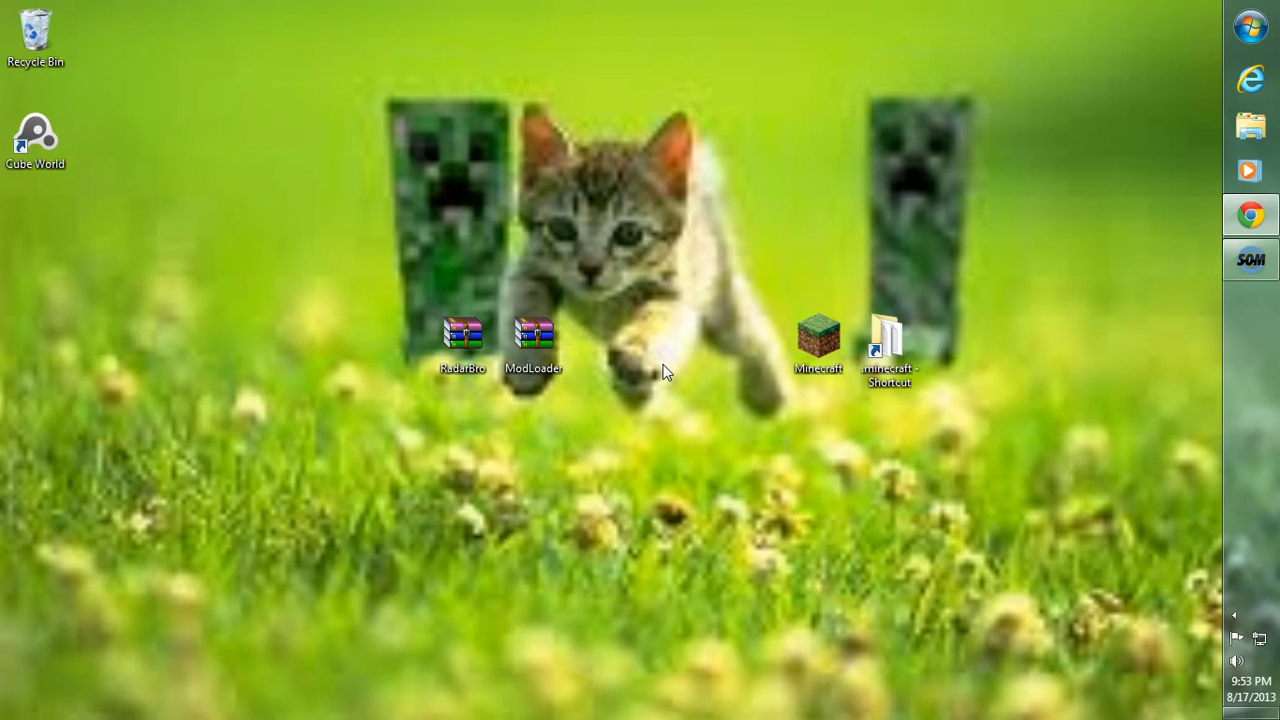 Recycle Bin
Cube World
RadarBro
ModLoader
Minecraft
.minecraft -
Shortcut
SOM
9:53 PM
8/17/2013